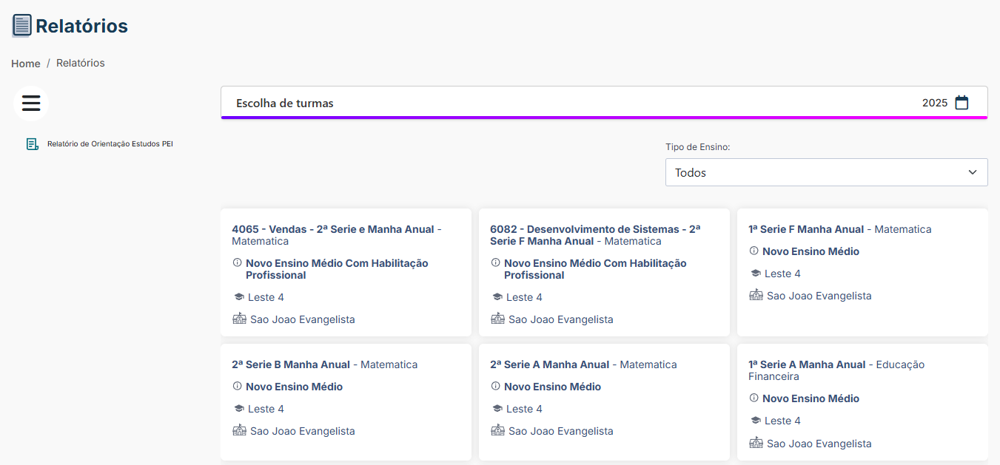 Relatórios
Home / Relatórios
Escolha de turmas
2025
Relatório de Orientação Estudos PEI
Tipo de Ensino:
Todos
4065 - Vendas - 2ª Serie e Manha Anual -
Matematica
Novo Ensino Médio Com Habilitação
Profissional
Leste 4
Sao Joao Evangelista
6082 - Desenvolvimento de Sistemas - 2ª
Serie F Manha Anual - Matematica
Novo Ensino Médio Com Habilitação
Profissional
Leste 4
Sao Joao Evangelista
1ª Serie F Manha Anual - Matematica
Novo Ensino Médio
Leste 4
Sao Joao Evangelista
2ª Serie B Manha Anual - Matematica
Novo Ensino Médio
Leste 4
Sao Joao Evangelista
2ª Serie A Manha Anual - Matematica
Novo Ensino Médio
Leste 4
Sao Joao Evangelista
1ª Serie A Manha Anual - Educação
Financeira
Novo Ensino Médio
Leste 4
Sao Joao Evangelista